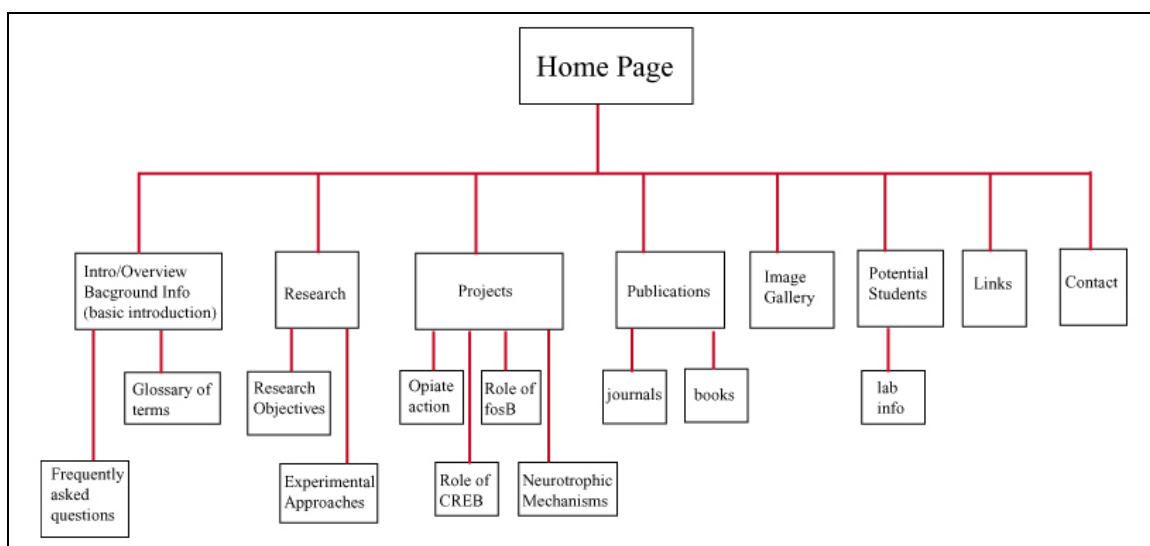 Home Page
Intro/Overview
Bacground Info
(basic introduction)
Research
Projects
Publications
Image
Gallery
Potential
Students
Links
Contact
Glossary of
terms
Frequently
asked
questions
Research
Objectives
Experimental
Approaches
Opiate
action
Role of
fosB
Role of
CREB
Neurotrophic
Mechanisms
journals
books
lab
info